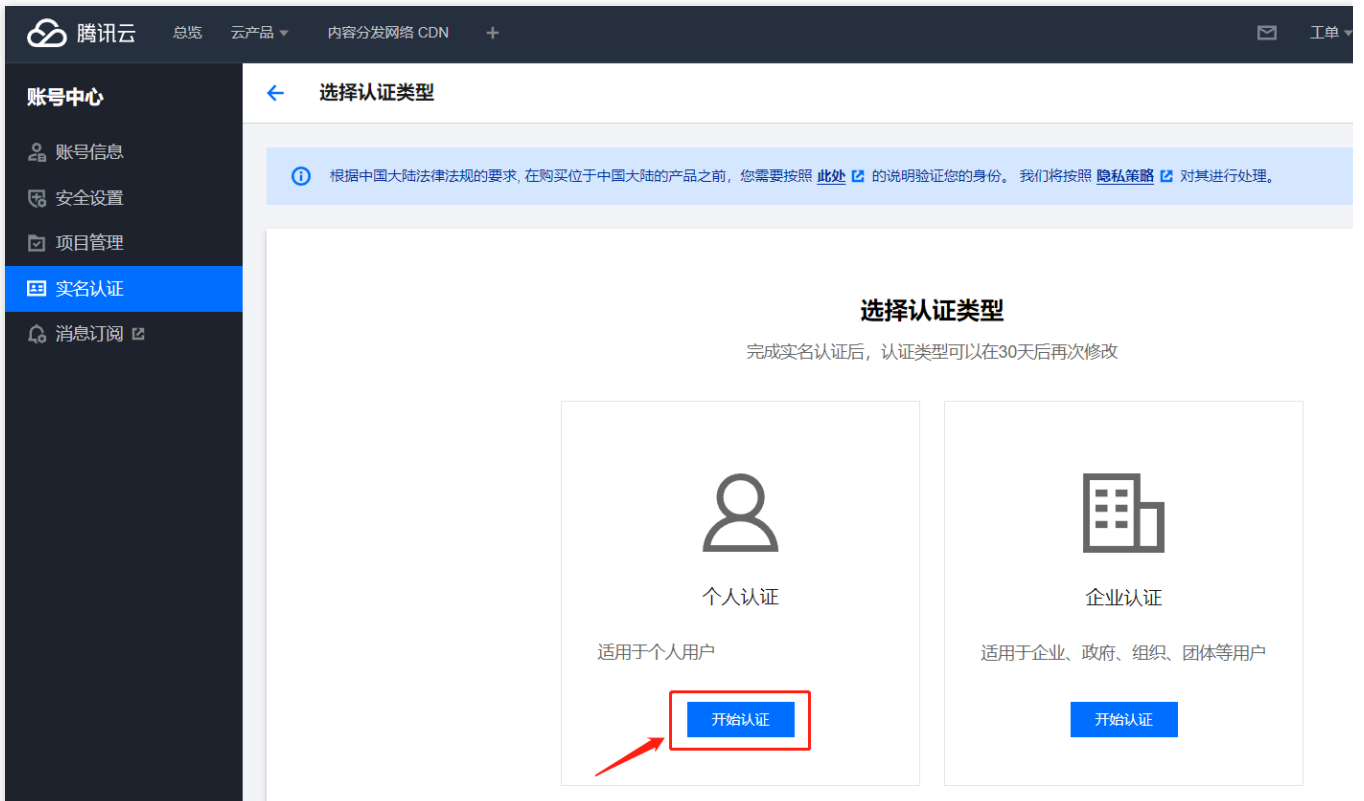 腾讯云 总览 云产品 内容分发网络 CDN + 工单
账号中心
选择认证类型
账号信息
根据中国大陆法律法规的要求, 在购买位于中国大陆的产品之前，您需要按照 此处 的说明验证您的身份。 我们将按照 隐私策略 对其进行处理。
安全设置
项目管理
实名认证
消息订阅
选择认证类型
完成实名认证后，认证类型可以在30天后再次修改
个人认证
适用于个人用户
开始认证
企业认证
适用于企业、政府、组织、团体等用户
开始认证